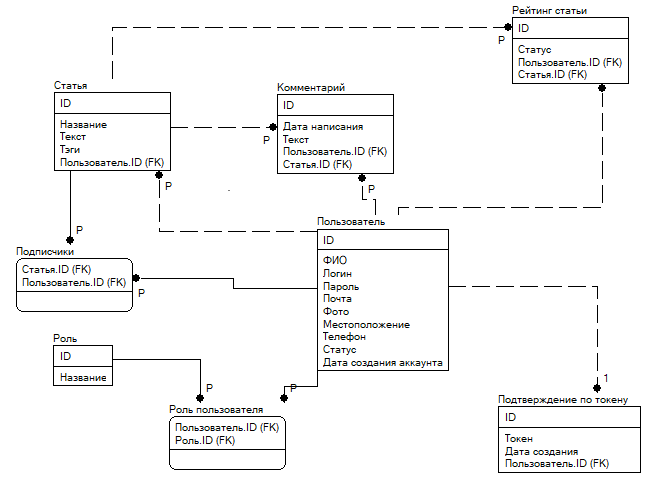 Рейтинг статьи
ID
Статус
Пользователь.ID (FK)
Статья.ID (FK)
P
Статья
ID
Название
Текст
Тэги
Пользователь.ID (FK)
Комментарий
ID
Дата написания
Текст
Пользователь.ID (FK)
Статья.ID (FK)
P
P
P
P
Пользователь
ID
ФИО
Логин
Пароль
Почта
Фото
Местоположение
Телефон
Статус
Дата создания аккаунта
Подписчики
Статья.ID (FK)
Пользователь.ID (FK)
P
Роль
ID
Название
P
P
Роль пользователя
Пользователь.ID (FK)
Роль.ID (FK)
1
Подтверждение по токену
ID
Токен
Дата создания
Пользователь.ID (FK)